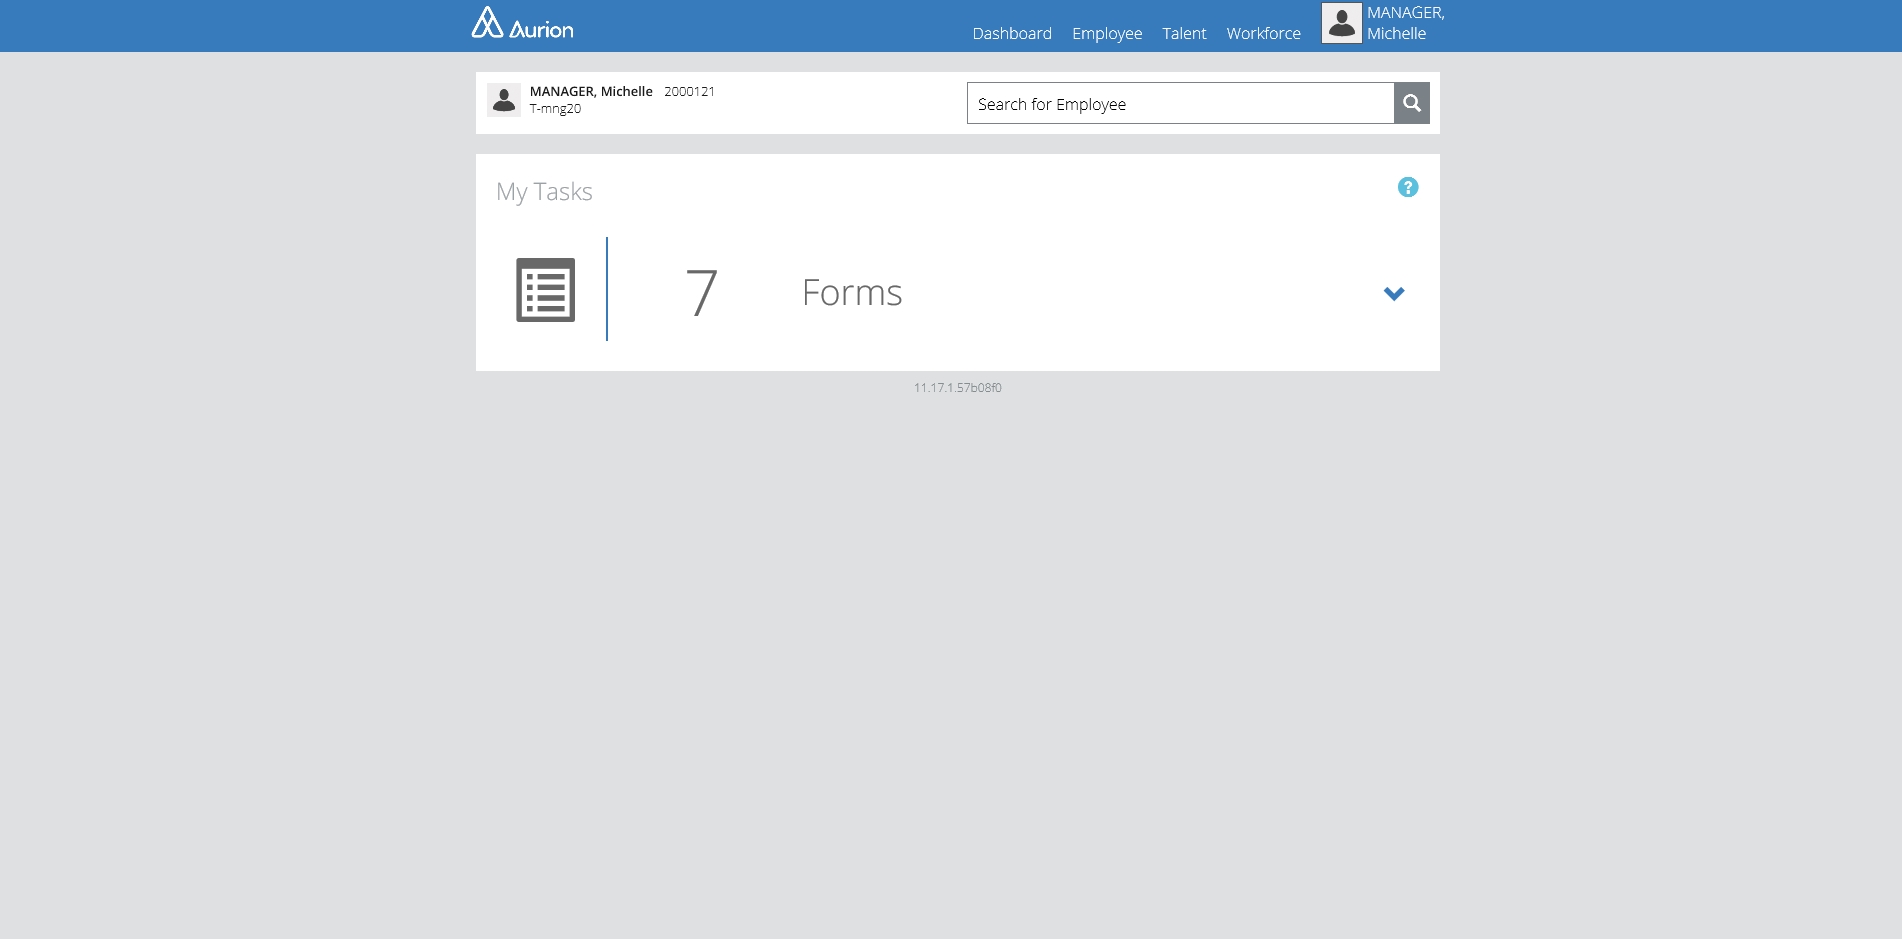 Aurion
Dashboard Employee Talent Workforce
MANAGER,
Michelle
MANAGER, Michelle 2000121
T-mng20
Search for Employee
My Tasks
?
7 Forms
11.17.1.57b08f0